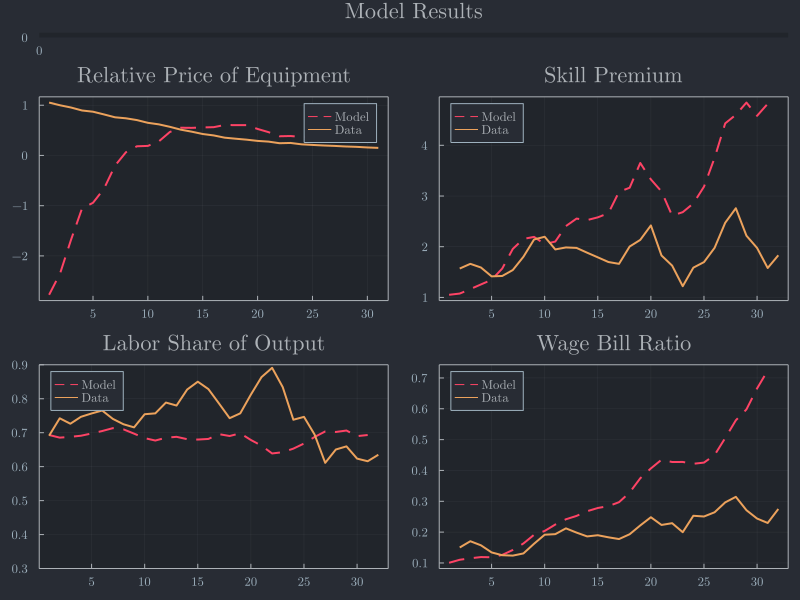 Model Results
0
0
Relative Price of Equipment
Skill Premium
1
0
−1
−2
Model
Data
5 10 15 20 25 30
4
3
2
1
Model
Data
5 10 15 20 25 30
Labor Share of Output
Wage Bill Ratio
0.9
0.8
0.7
0.6
0.5
0.4
0.3
Model
Data
5 10 15 20 25 30
0.7
0.6
0.5
0.4
0.3
0.2
0.1
Model
Data
5 10 15 20 25 30